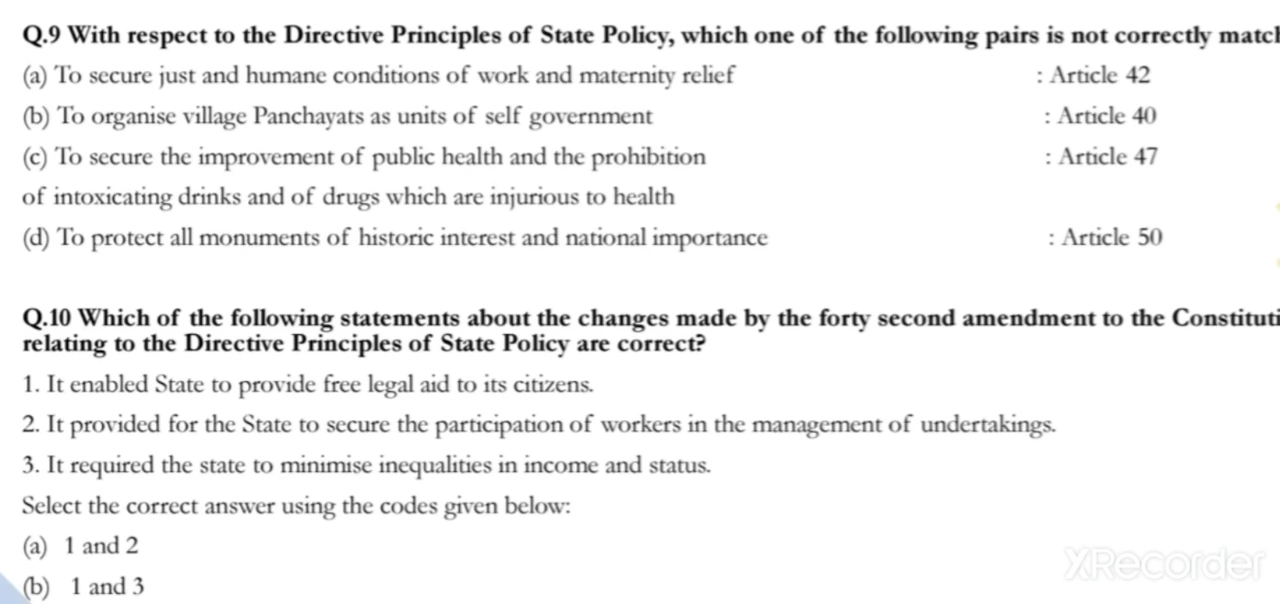 Q.9 With respect to the Directive Principles of State Policy, which one of the following pairs is not correctly
(a) To secure just and humane conditions of work and maternity relief : Article 42
(b) To organise village Panchayats as units of self government : Article 40
(c) To secure the improvement of public health and the prohibition : Article 47
of intoxicating drinks and of drugs which are injurious to health
(d) To protect all monuments of historic interest and national importance : Article 50
Q.10 Which of the following statements about the changes made by the forty second amendment to the
relating to the Directive Principles of State Policy are correct?
1. It enabled State to provide free legal aid to its citizens.
2. It provided for the State to secure the participation of workers in the management of undertakings.
3. It required the state to minimise inequalities in income and status.
Select the correct answer using the codes given below:
(a) 1 and 2
(b) 1 and 3
XRecorder